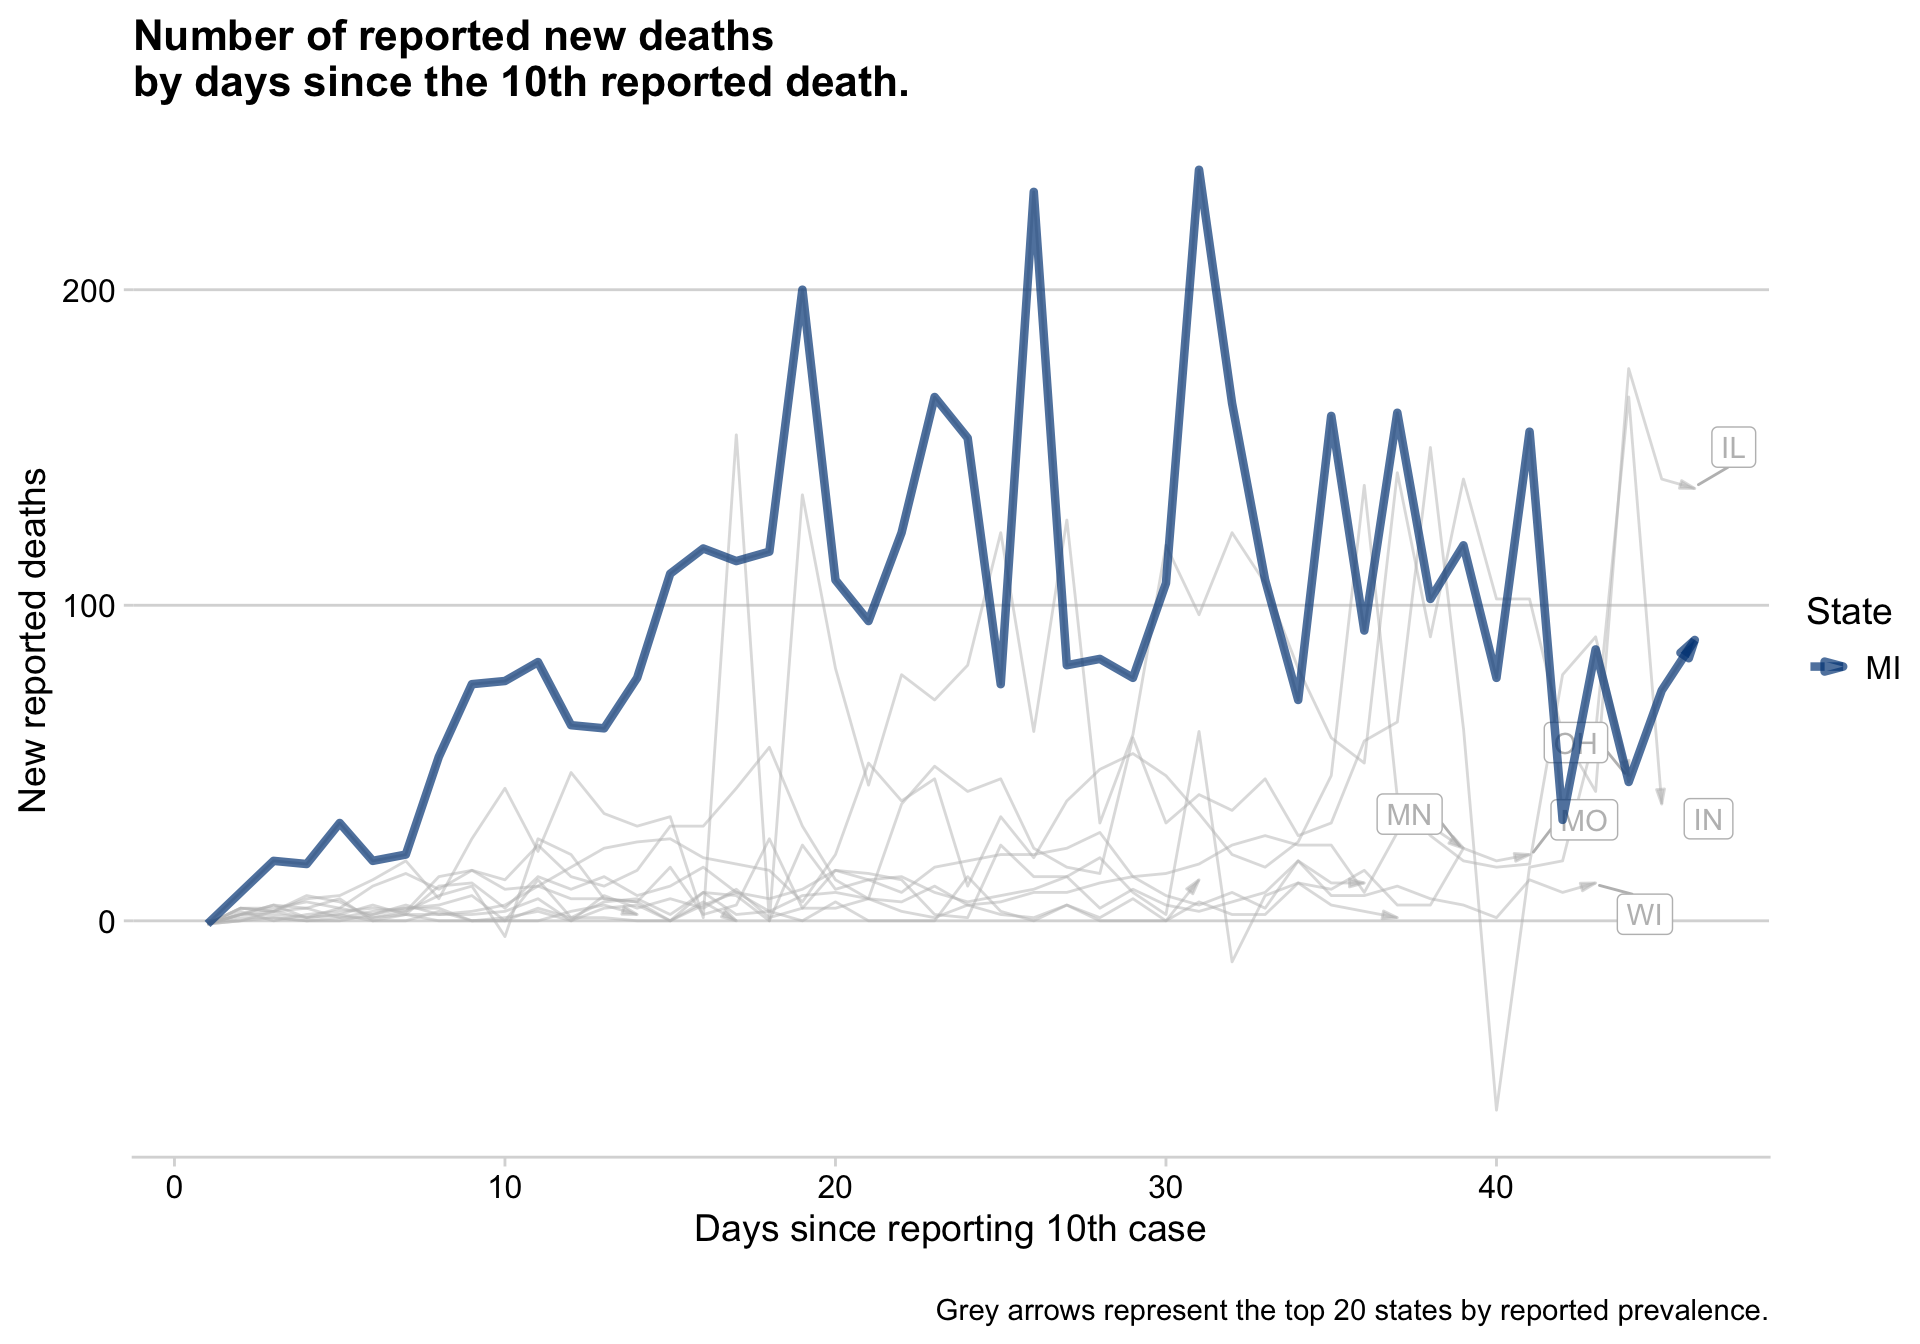 Number of reported new deaths
by days since the 10th reported death.
New reported deaths
200
100
0
IL
OH
MN
MO
IN
WI
State
MI
0 10 20 30 40
Days since reporting 10th case
Grey arrows represent the top 20 states by reported prevalence.